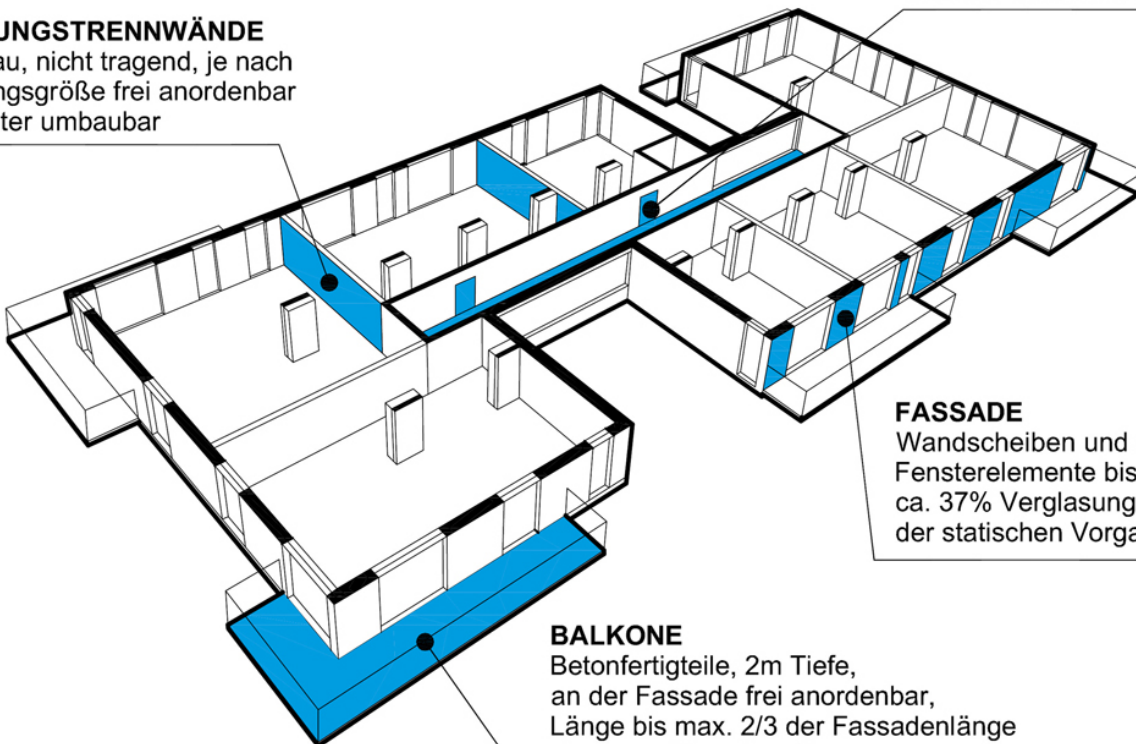 UNGSTRENNWÄNDE
au, nicht tragend, je nach
ngsgröße frei anordenbar
ter umbaubar
FASSADE
Wandscheiben und
Fensterelemente bis
ca. 37% Verglasung
der statischen Vorga
BALKONE
Betonfertigteile, 2m Tiefe,
an der Fassade frei anordenbar,
Länge bis max. 2/3 der Fassadenlänge